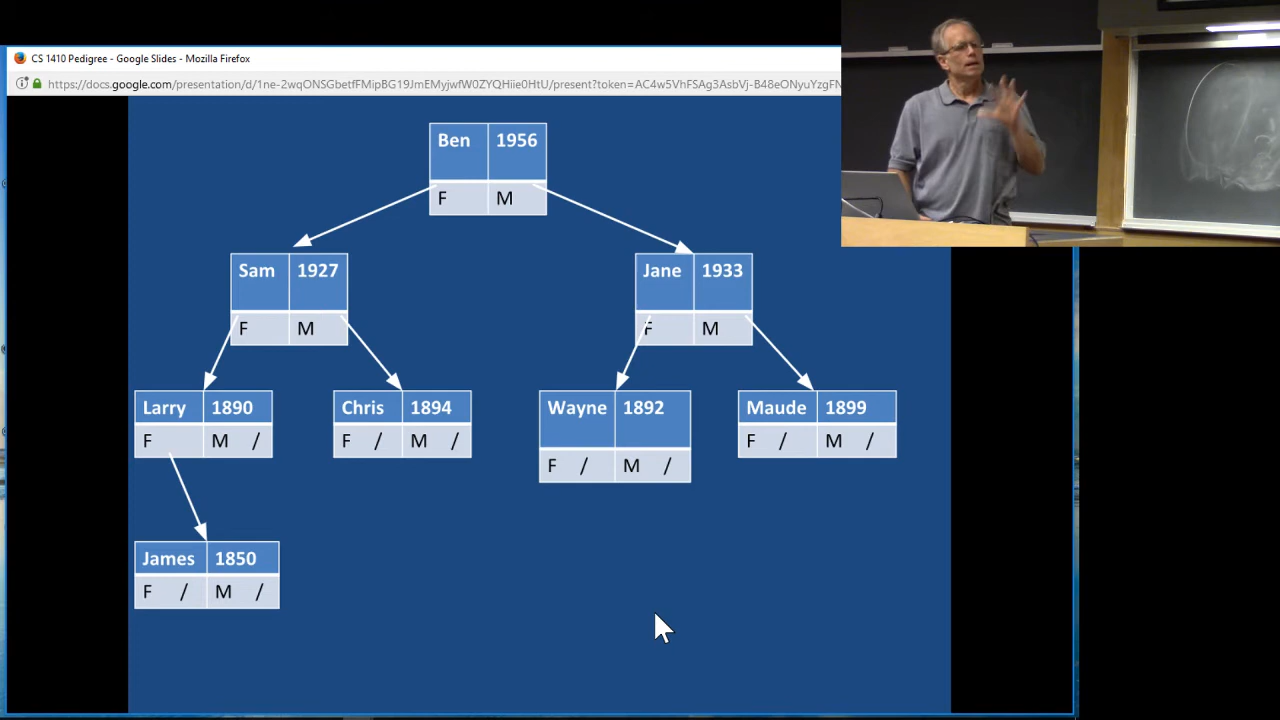 CS 1410 Pedigree - Google Slides - Mozilla Firefox
https://docs.google.com/presentation/d/1ne-2wqONSGbetfFMipBG19JmEMyjwfW0ZYQHiie0HtU/present?token=AC4w5VhFSAg3AsbVj-B48eONyuYzgFN
Ben 1956
F M
Sam 1927
F M
Jane 1933
F M
Larry 1890
F M /
Chris 1894
F / M /
Wayne 1892
F / M /
Maude 1899
F / M /
James 1850
F / M /